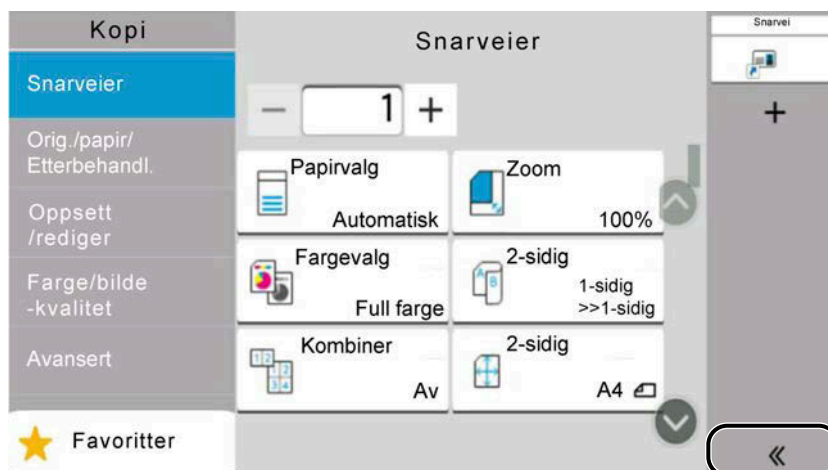 Kopi
Snarveier
Orig./papir/
Etterbehandl.
Oppsett
/rediger
Farge/bilde
-kvalitet
Avansert
Favoritter
Snarveier
1
Papirvalg
Automatisk
Zoom
100%
Fargevalg
Full farge
2-sidig
1-sidig
>>1-sidig
Kombiner
Av
2-sidig
A4
Snarvei